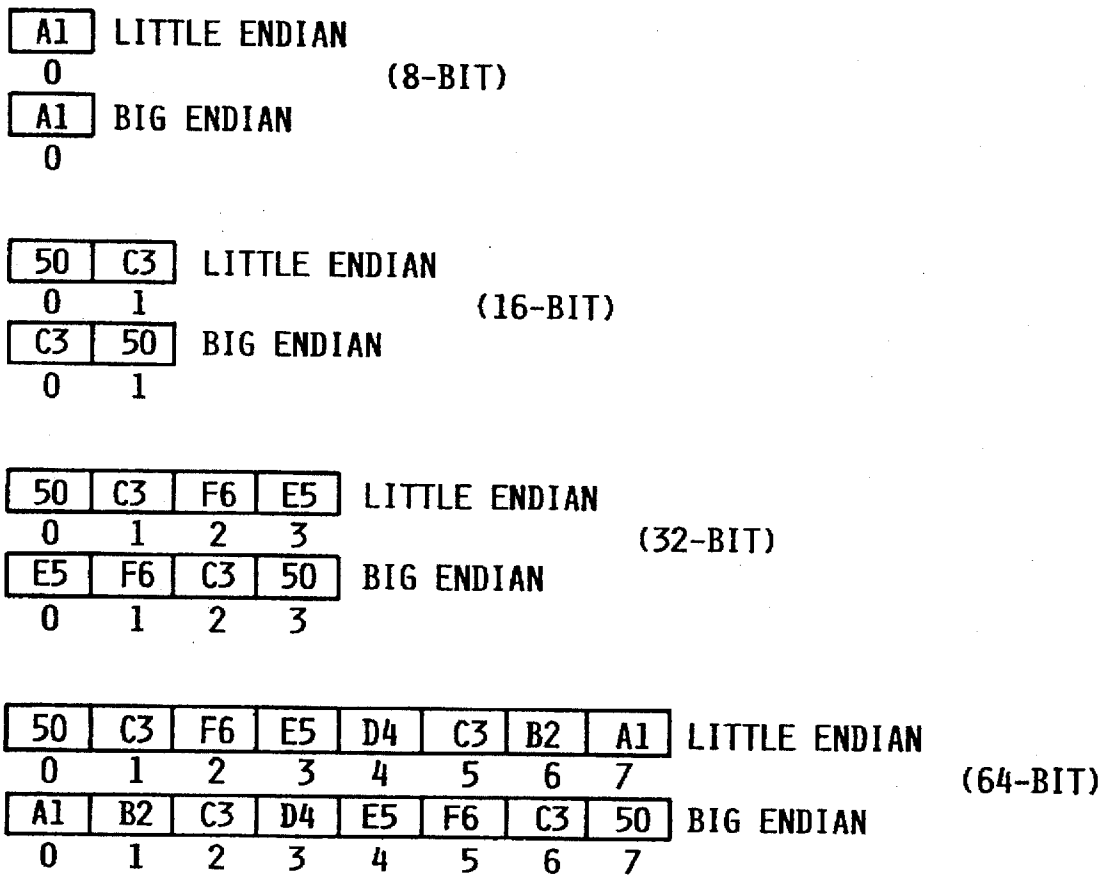 A1 LITTLE ENDIAN
0 (8-BIT)
A1 BIG ENDIAN
0
50 C3 LITTLE ENDIAN
0 1 (16-BIT)
C3 50 BIG ENDIAN
0 1
50 C3 F6 E5 LITTLE ENDIAN
0 1 2 3 (32-BIT)
E5 F6 C3 50 BIG ENDIAN
0 1 2 3
50 C3 F6 E5 D4 C3 B2 A1 LITTLE ENDIAN
0 1 2 3 4 5 6 7 (64-BIT)
A1 B2 C3 D4 E5 F6 C3 50 BIG ENDIAN
0 1 2 3 4 5 6 7